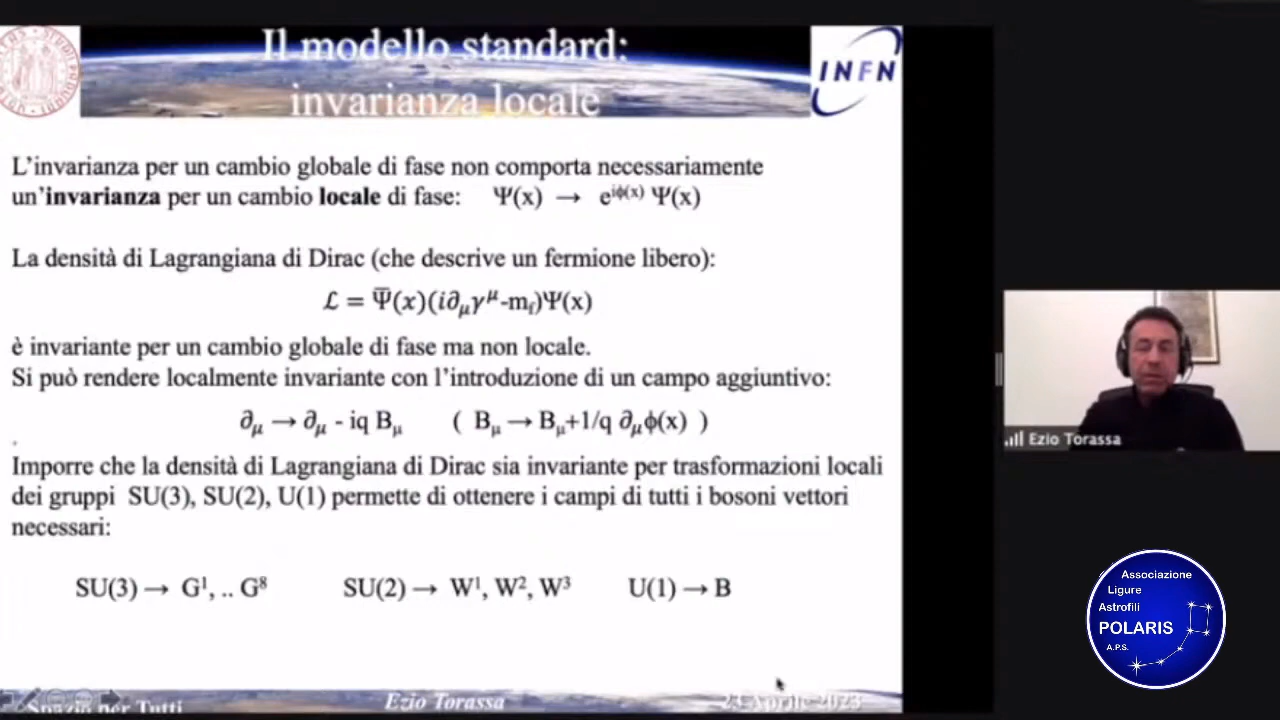 Il modello standard:
invarianza locale
INFN
L'invarianza per un cambio globale di fase non comporta necessariamente
un'invarianza per un cambio locale di fase: Ψ(x) → e^{iϕ(x)} Ψ(x)
La densità di Lagrangiana di Dirac (che descrive un fermione libero):
ℒ = Ψ̅(x)(i∂_μγ^μ-m_f)Ψ(x)
è invariante per un cambio globale di fase ma non locale.
Si può rendere localmente invariante con l'introduzione di un campo aggiuntivo:
∂_μ → ∂_μ - iq B_μ ( B_μ → B_μ+1/q ∂_μϕ(x) )
Imporre che la densità di Lagrangiana di Dirac sia invariante per trasformazioni locali
dei gruppi SU(3), SU(2), U(1) permette di ottenere i campi di tutti i bosoni vettori
necessari:
SU(3) → G¹, .. G⁸ SU(2) → W¹, W², W³ U(1) → B
Spazio per Tutti Ezio Torassa 23 Aprile 2023
Ezio Torassa
Associazione
Ligure
Astrofili
POLARIS
A.P.S.